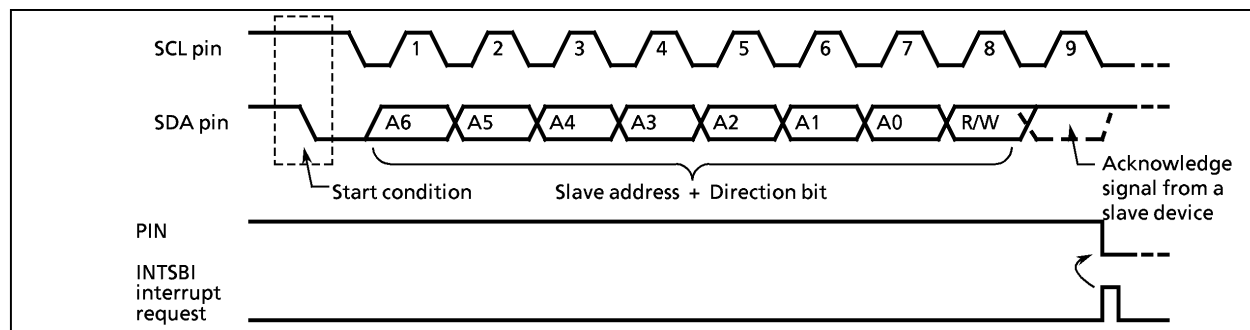 SCL pin
1 2 3 4 5 6 7 8 9
SDA pin
A6 A5 A4 A3 A2 A1 A0 R/W
Start condition
Slave address + Direction bit
Acknowledge
signal from a
slave device
PIN
INTSBI
interrupt
request